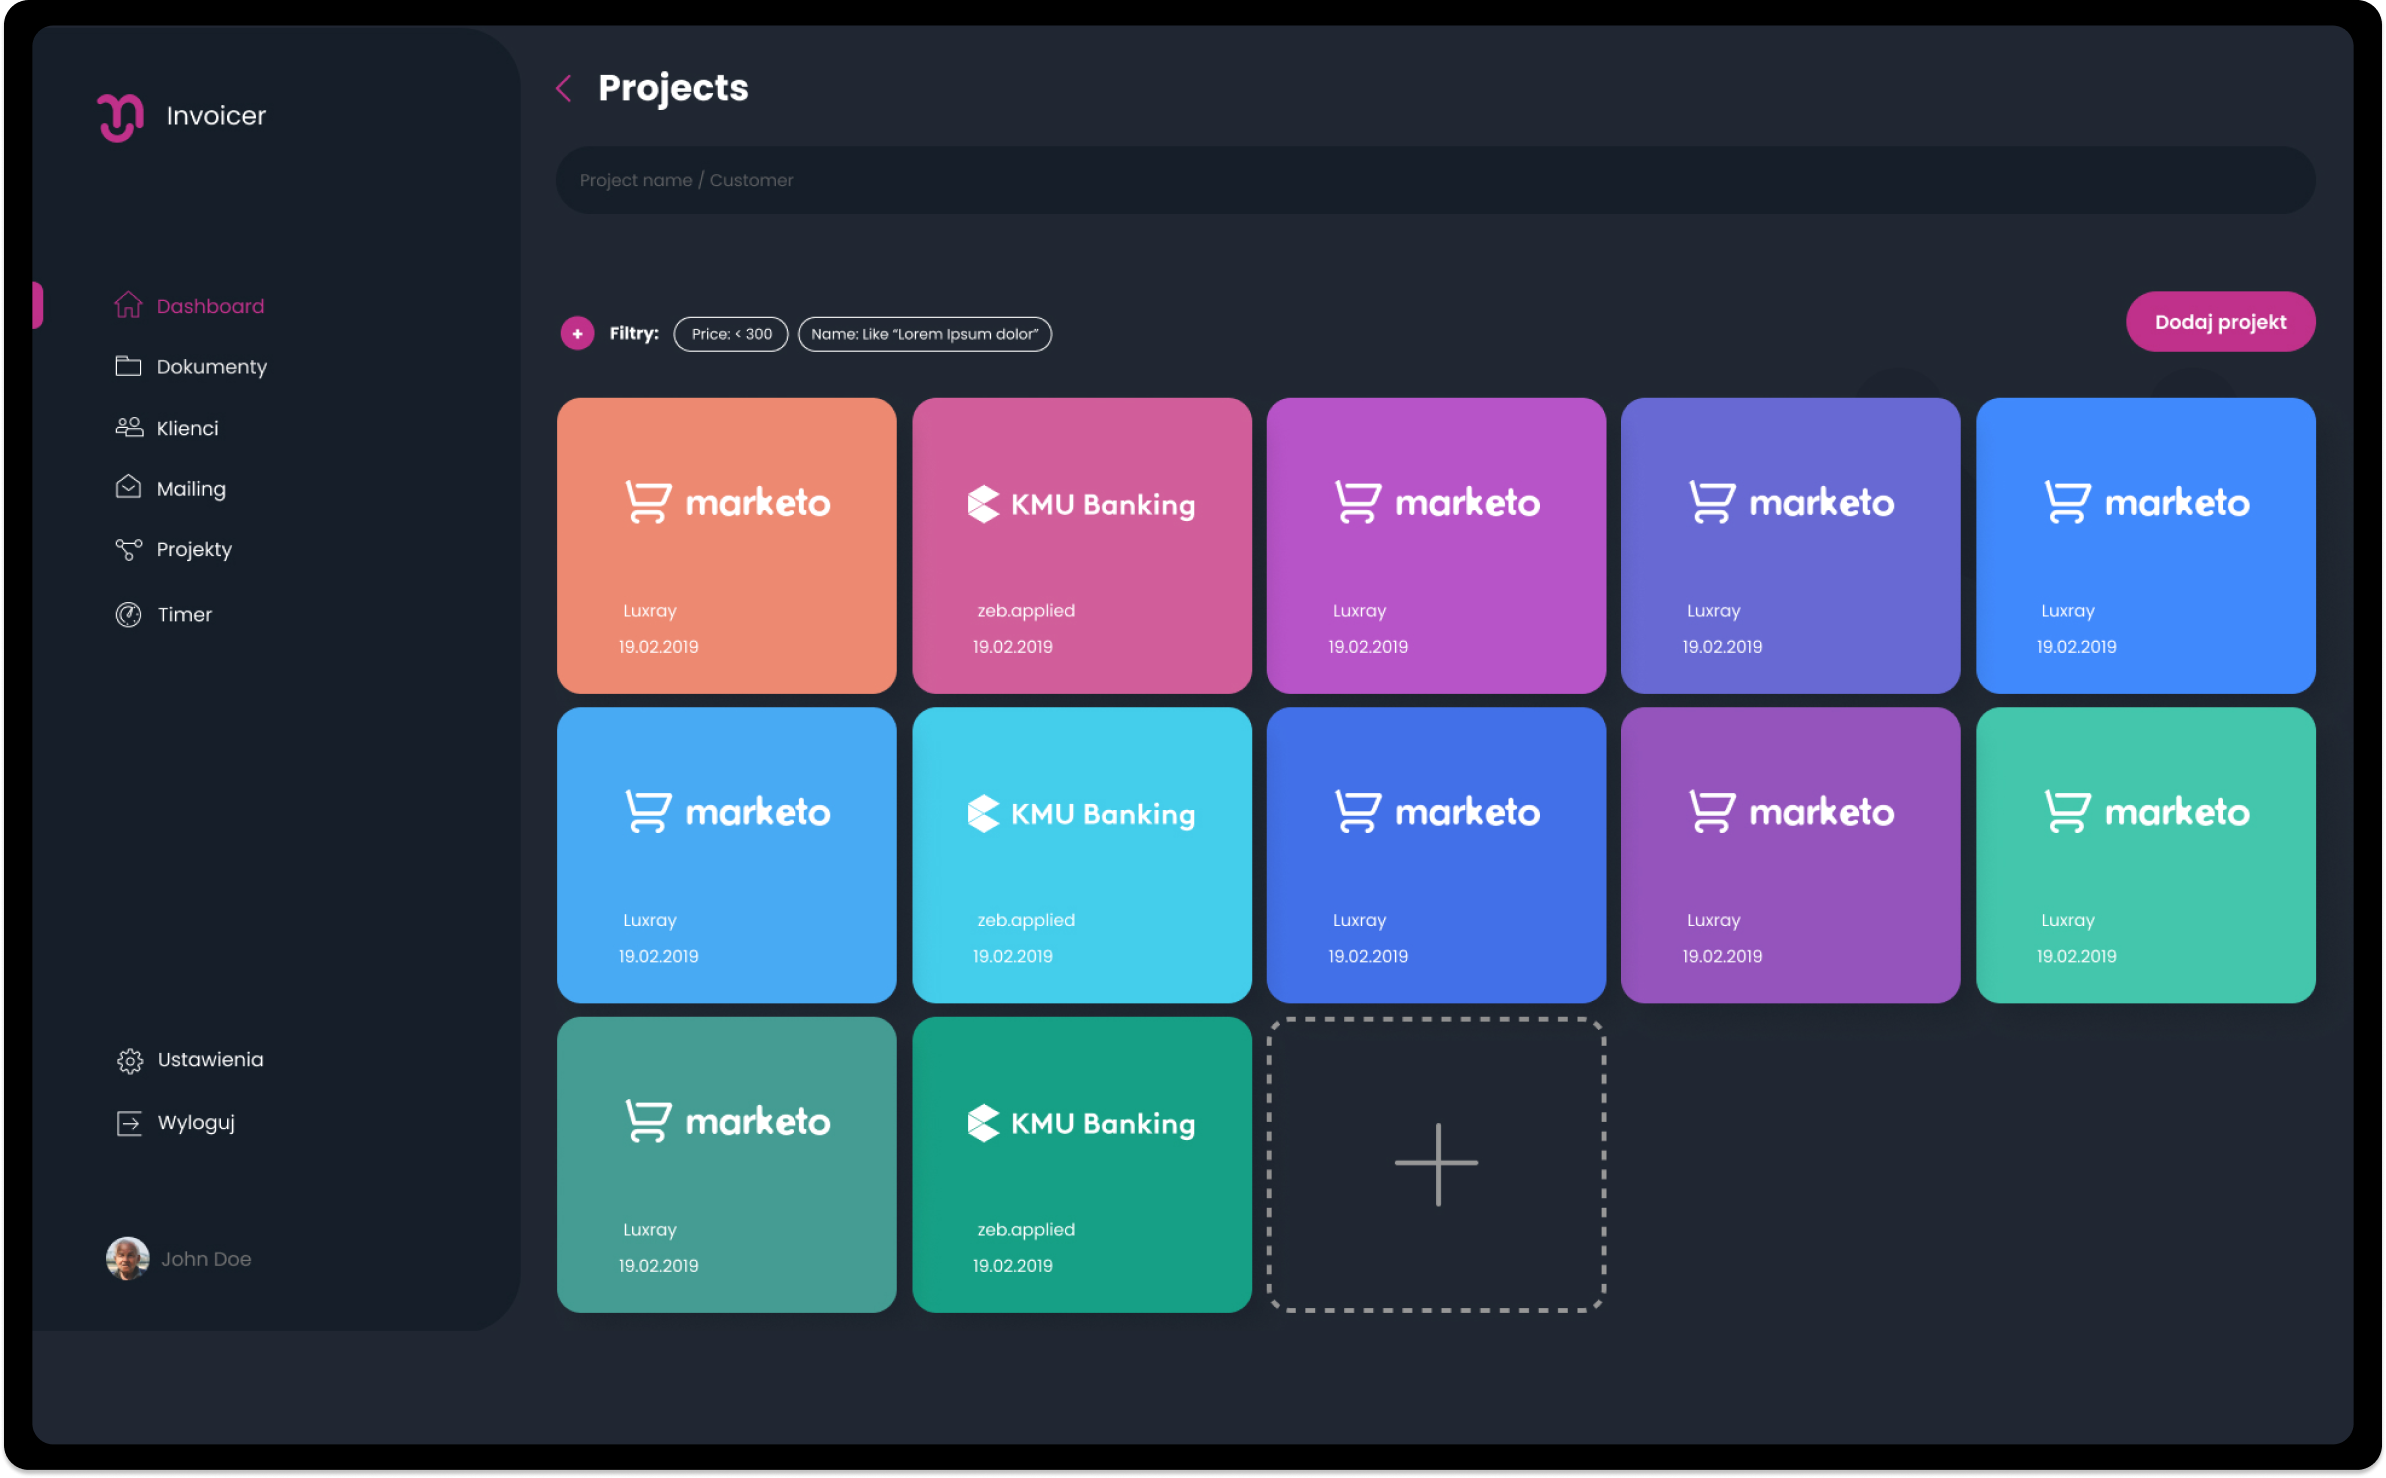 Invoicer
Projects
Project name / Customer
Dashboard
Dokumenty
Klienci
Mailing
Projekty
Timer
Ustawienia
Wyloguj
John Doe
Filtry: Price: < 300 Name: Like “Lorem Ipsum dolor”
Dodaj projekt
marketo
Luxray
19.02.2019
KMU Banking
zeb.applied
19.02.2019
marketo
Luxray
19.02.2019
marketo
Luxray
19.02.2019
marketo
Luxray
19.02.2019
marketo
Luxray
19.02.2019
KMU Banking
zeb.applied
19.02.2019
marketo
Luxray
19.02.2019
marketo
Luxray
19.02.2019
marketo
Luxray
19.02.2019
marketo
Luxray
19.02.2019
KMU Banking
zeb.applied
19.02.2019